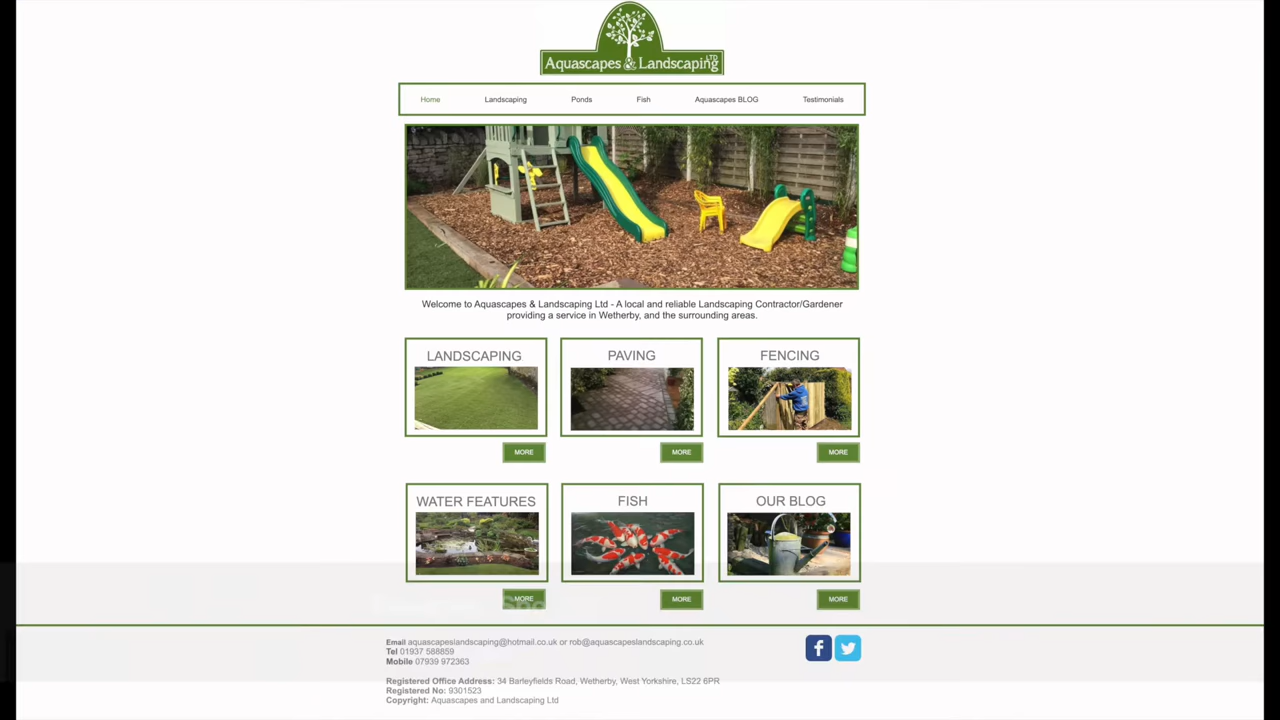 Aquascapes & Landscaping LTD
Home Landscaping Ponds Fish Aquascapes BLOG Testimonials
Welcome to Aquascapes & Landscaping Ltd - A local and reliable Landscaping Contractor/Gardener
providing a service in Wetherby, and the surrounding areas.
LANDSCAPING PAVING FENCING
MORE MORE MORE
WATER FEATURES FISH OUR BLOG
MORE MORE MORE
Email aquascapeslandscaping@hotmail.co.uk or rob@aquascapeslandscaping.co.uk
Tel 01937 588859
Mobile 07939 972363
Registered Office Address: 34 Barleyfields Road, Wetherby, West Yorkshire, LS22 6PR
Registered No: 9301523
Copyright: Aquascapes and Landscaping Ltd